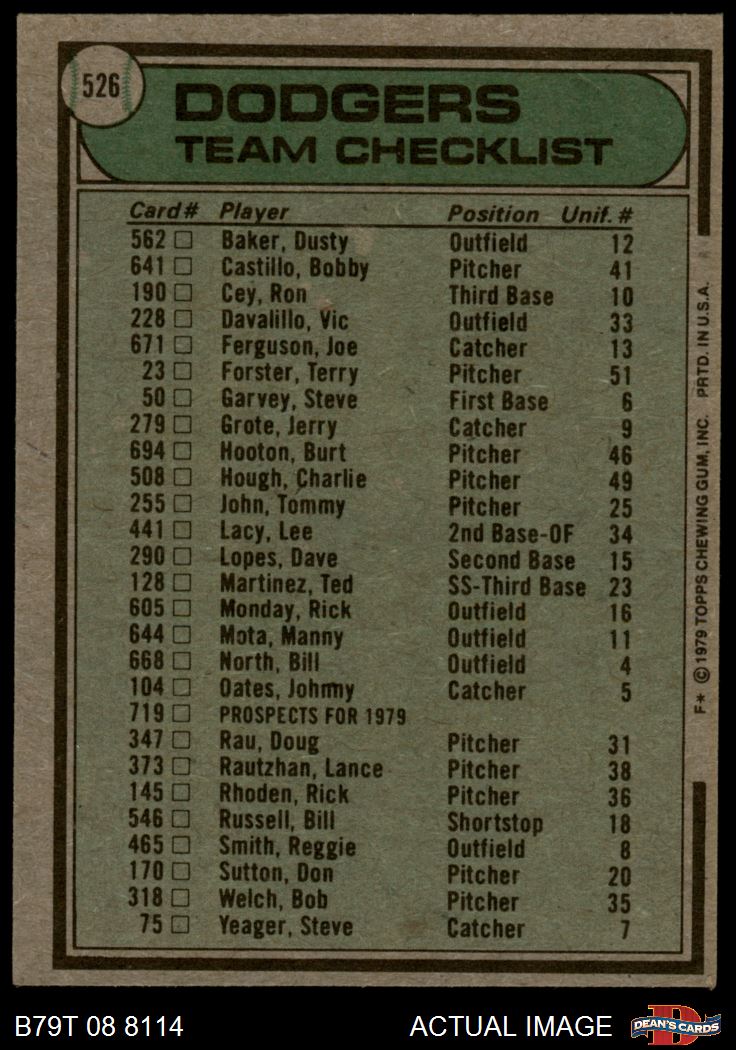 526
DODGERS
TEAM CHECKLIST
Card# Player Position Unif. #
562 □ Baker, Dusty Outfield 12
641 □ Castillo, Bobby Pitcher 41
190 □ Cey, Ron Third Base 10
228 □ Davalillo, Vic Outfield 33
671 □ Ferguson, Joe Catcher 13
23 □ Forster, Terry Pitcher 51
50 □ Garvey, Steve First Base 6
279 □ Grote, Jerry Catcher 9
694 □ Hooton, Burt Pitcher 46
508 □ Hough, Charlie Pitcher 49
255 □ John, Tommy Pitcher 25
441 □ Lacy, Lee 2nd Base-OF 34
290 □ Lopes, Dave Second Base 15
128 □ Martinez, Ted SS-Third Base 23
605 □ Monday, Rick Outfield 16
644 □ Mota, Manny Outfield 11
668 □ North, Bill Outfield 4
104 □ Oates, Johnny Catcher 5
719 □ PROSPECTS FOR 1979
347 □ Rau, Doug Pitcher 31
373 □ Rautzhan, Lance Pitcher 38
145 □ Rhoden, Rick Pitcher 36
546 □ Russell, Bill Shortstop 18
465 □ Smith, Reggie Outfield 8
170 □ Sutton, Don Pitcher 20
318 □ Welch, Bob Pitcher 35
75 □ Yeager, Steve Catcher 7
F* © 1979 TOPPS CHEWING GUM, INC. PRTD. IN U.S.A.
B79T 08 8114 ACTUAL IMAGE DEAN'S CARDS